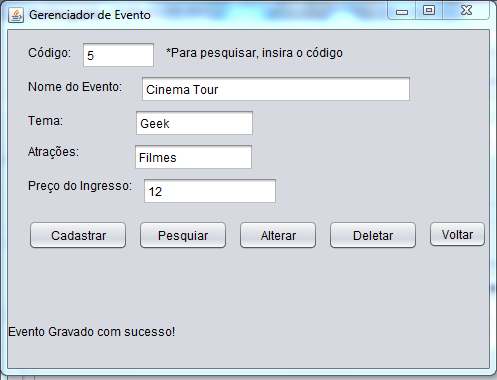 Gerenciador de Evento
Código: 5 *Para pesquisar, insira o código
Nome do Evento: Cinema Tour
Tema: Geek
Atrações: Filmes
Preço do Ingresso: 12
Cadastrar Pesquiar Alterar Deletar Voltar
Evento Gravado com sucesso!